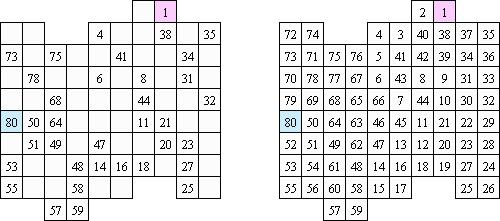 1
4 38 35
73 75 41 34
78 6 8 31
68 44 32
80 50 64 11 21
51 49 47 20 23
53 48 14 16 18 27
55 58 25
57 59
2 1
72 74 4 3 40 38 37 35
73 71 75 76 5 41 42 39 34 36
70 78 77 67 6 43 8 9 31 33
79 69 68 65 66 7 44 10 30 32
80 50 64 63 46 45 11 21 22 29
52 51 49 62 47 13 12 20 23 28
53 54 61 48 14 16 18 19 27 24
55 56 60 58 15 17 25 26
57 59